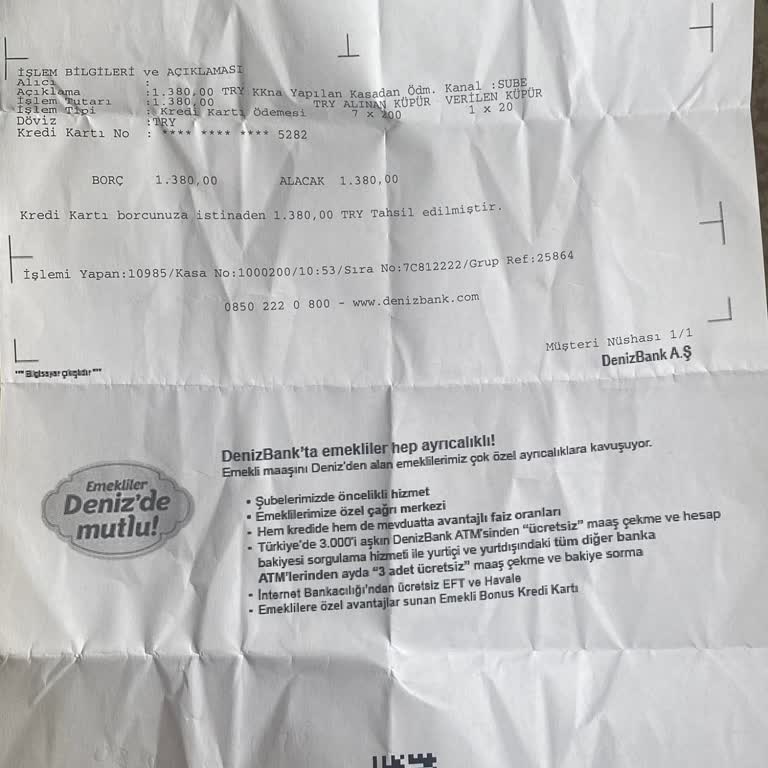 İŞLEM BİLGİLERİ ve AÇIKLAMASI
Alıcı :
Açıklama :1.380,00 TRY KKna Yapılan Kasadan Ödm. Kanal :SUBE
İşlem Tutarı :1.380,00 TRY ALINAN KÜPÜR VERİLEN KÜPÜR
İşlem Tipi : Kredi Kartı Ödemesi 7 x 200 1 x 20
Döviz :TRY
Kredi Kartı No : **** **** **** 5282
BORÇ 1.380,00 ALACAK 1.380,00
Kredi Kartı borcunuza istinaden 1.380,00 TRY Tahsil edilmiştir.
İşlemi Yapan:10985/Kasa No:1000200/10:53/Sıra No:7C812222/Grup Ref:25864
0850 222 0 800 - www.denizbank.com
Müşteri Nüshası 1/1
DenizBank A.Ş
*** Bilgisayar Çıktısıdır ***
DenizBank'ta emekliler hep ayrıcalıklı!
Emekli maaşını Deniz'den alan emeklilerimiz çok özel ayrıcalıklara kavuşuyor.
Emekliler
Deniz'de
mutlu!
• Şubelerimizde öncelikli hizmet
• Emeklilerimize özel çağrı merkezi
• Hem kredide hem de mevduatta avantajlı faiz oranları
• Türkiye'de 3.000'i aşkın DenizBank ATM'sinden “ücretsiz” maaş çekme ve hesap
bakiyesi sorgulama hizmeti ile yurtiçi ve yurtdışındaki tüm diğer banka
ATM'lerinden ayda “3 adet ücretsiz” maaş çekme ve bakiye sorma
• İnternet Bankacılığı'ndan ücretsiz EFT ve Havale
• Emeklilere özel avantajlar sunan Emekli Bonus Kredi Kartı